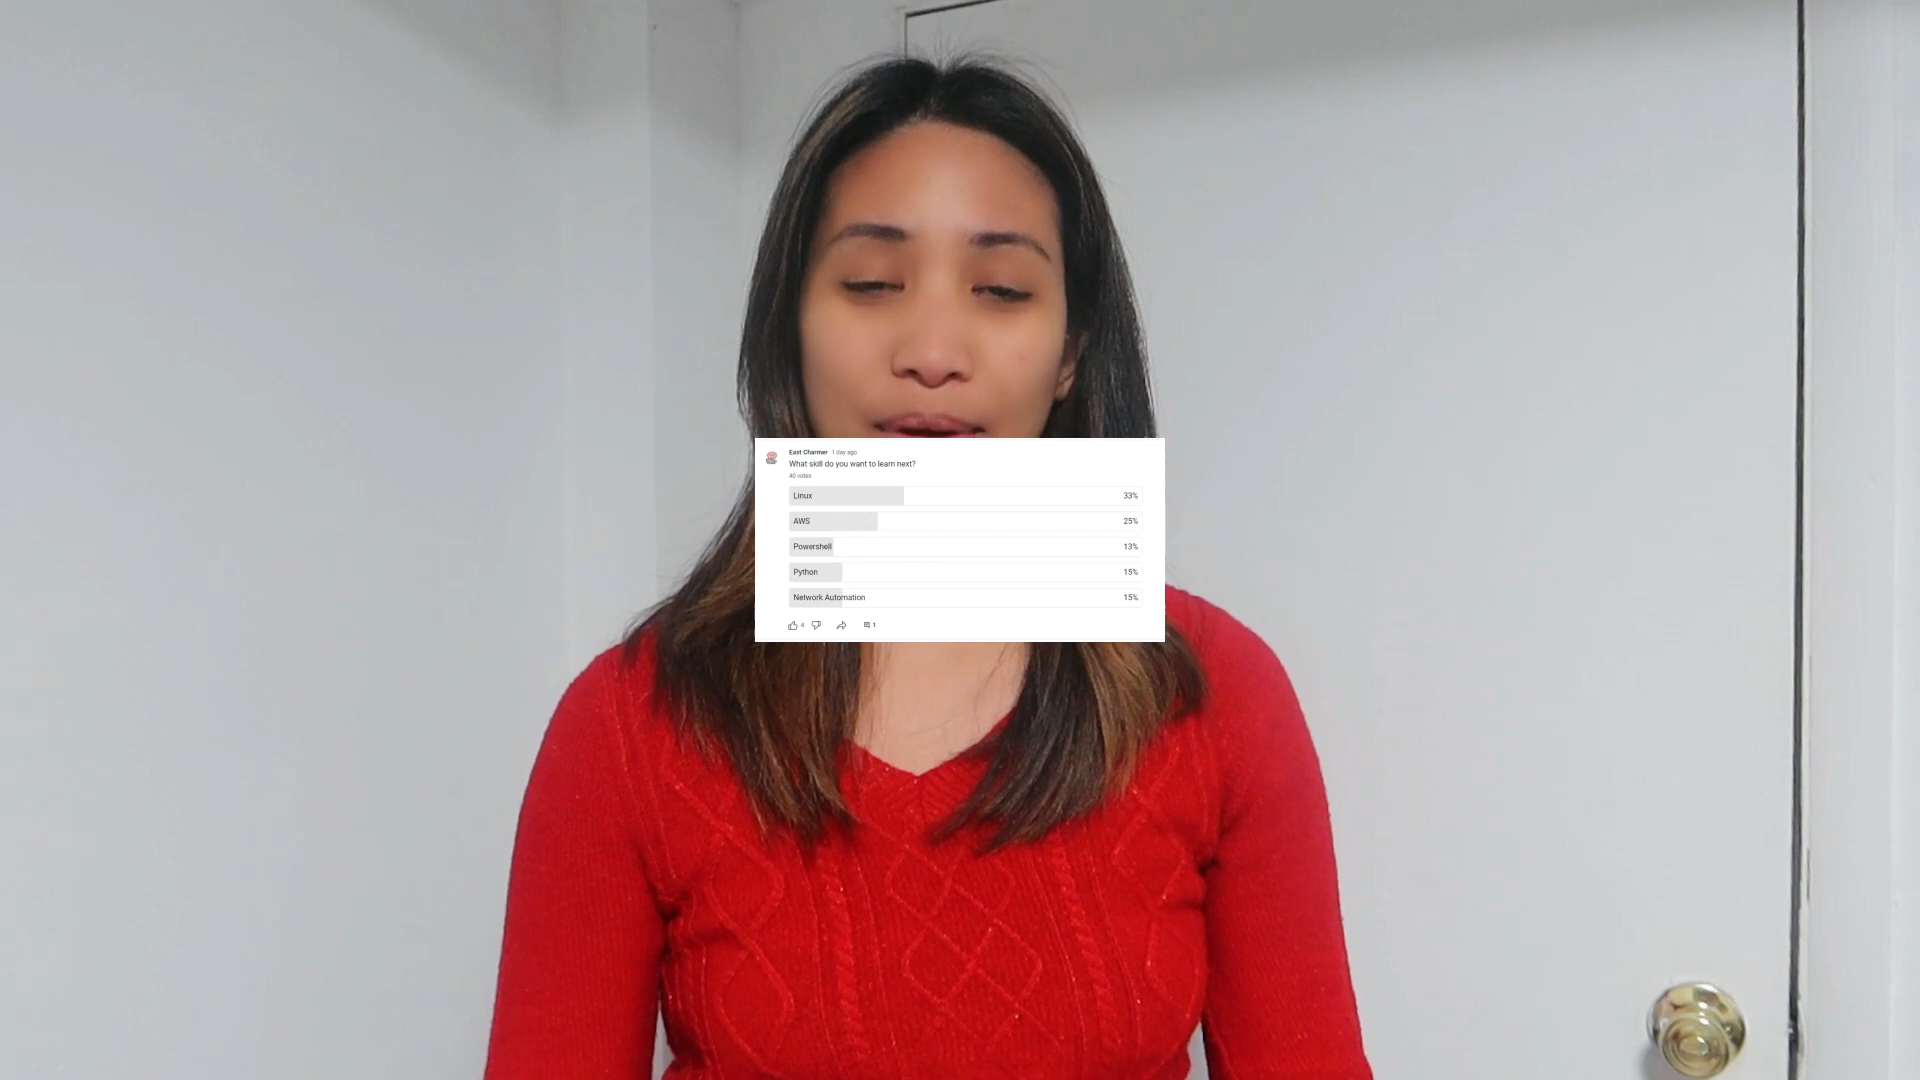 East Charmer 1 day ago
What skill do you want to learn next?
40 votes
Linux 33%
AWS 25%
Powershell 13%
Python 15%
Network Automation 15%
4 1